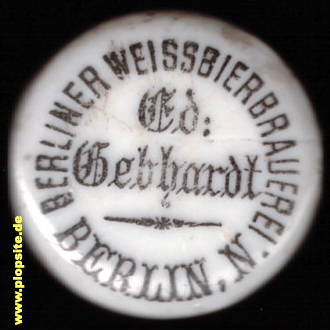 BERLINER WEISSBIERBRAUEREI.
Ed:
Gebhardt
BERLIN, N.
www.plopsite.de